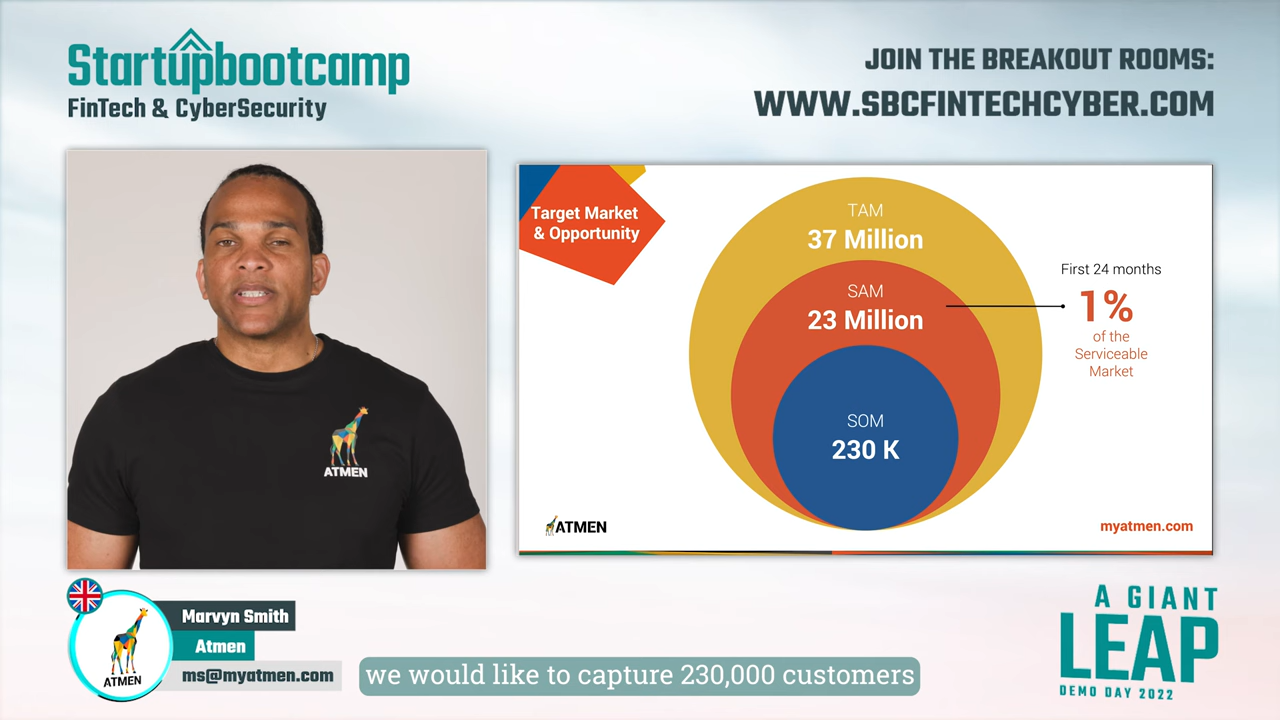 Startupbootcamp
FinTech & CyberSecurity
JOIN THE BREAKOUT ROOMS:
WWW.SBCFINTECHCYBER.COM
ATMEN
Target Market
& Opportunity
TAM
37 Million
SAM
23 Million
SOM
230 K
First 24 months
1%
of the
Serviceable
Market
ATMEN
myatmen.com
ATMEN
Marvyn Smith
Atmen
ms@myatmen.com
we would like to capture 230,000 customers
A GIANT
LEAP
DEMO DAY 2022